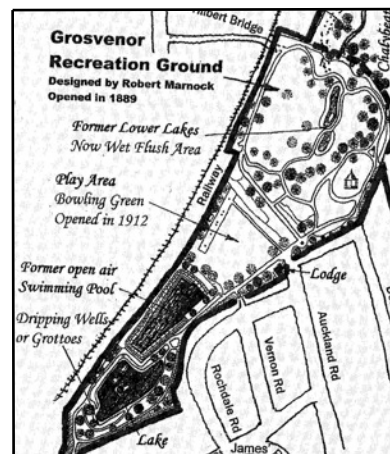 Hilbert Bridge
Grosvenor
Recreation Ground
Designed by Robert Marnock
Opened in 1889
Former Lower Lakes
Now Wet Flush Area
Railway
Play Area
Bowling Green
Opened in 1912
Former open air
Swimming Pool
Lodge
Dripping Wells
or Grottoes
Auckland Rd
Vernon Rd
Rochdale Rd
Lake
James